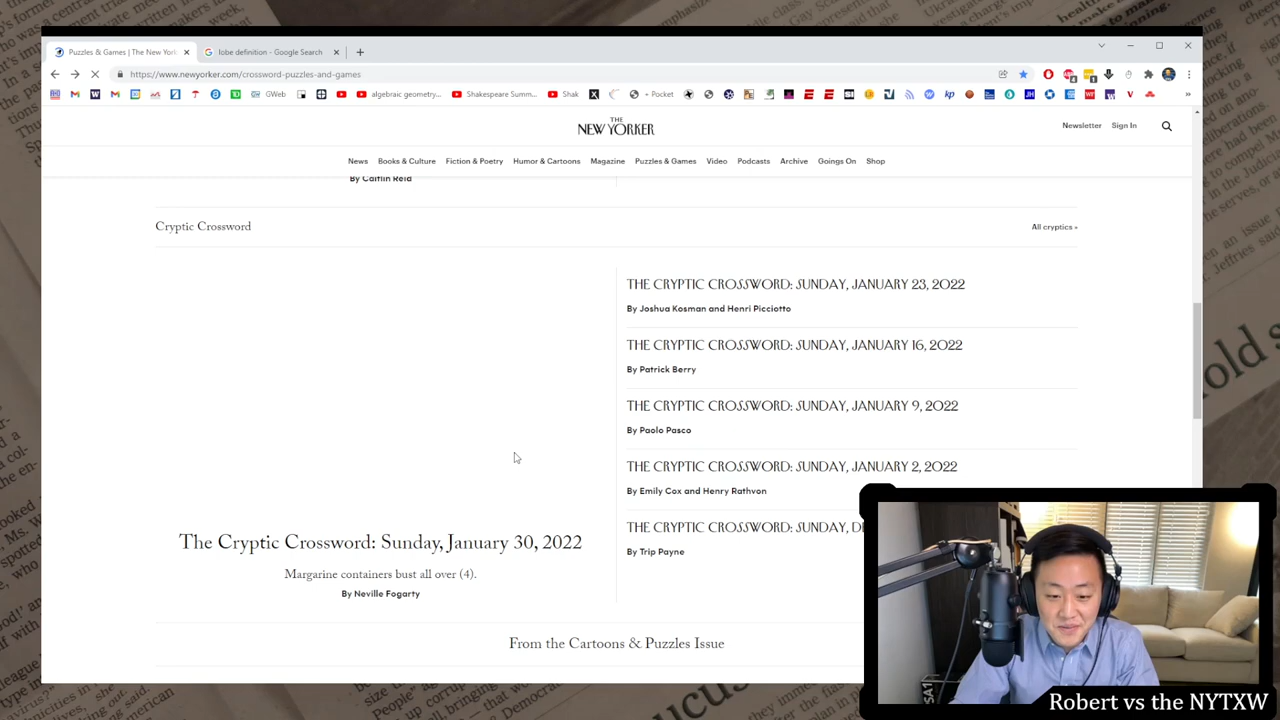 Puzzles & Games | The New York
lobe definition - Google Search
https://www.newyorker.com/crossword-puzzles-and-games
GWeb
algebraic geometry...
Shakespeare Summ...
Shak
+ Pocket
THE
NEW YORKER
Newsletter
Sign In
News
Books & Culture
Fiction & Poetry
Humor & Cartoons
Magazine
Puzzles & Games
Video
Podcasts
Archive
Goings On
Shop
By Caitlin Reid
Cryptic Crossword
All cryptics »
THE CRYPTIC CROSSWORD: SUNDAY, JANUARY 23, 2022
By Joshua Kosman and Henri Picciotto
THE CRYPTIC CROSSWORD: SUNDAY, JANUARY 16, 2022
By Patrick Berry
THE CRYPTIC CROSSWORD: SUNDAY, JANUARY 9, 2022
By Paolo Pasco
THE CRYPTIC CROSSWORD: SUNDAY, JANUARY 2, 2022
By Emily Cox and Henry Rathvon
THE CRYPTIC CROSSWORD: SUNDAY, DE
By Trip Payne
The Cryptic Crossword: Sunday, January 30, 2022
Margarine containers bust all over (4).
By Neville Fogarty
From the Cartoons & Puzzles Issue
Robert vs the NYTXW